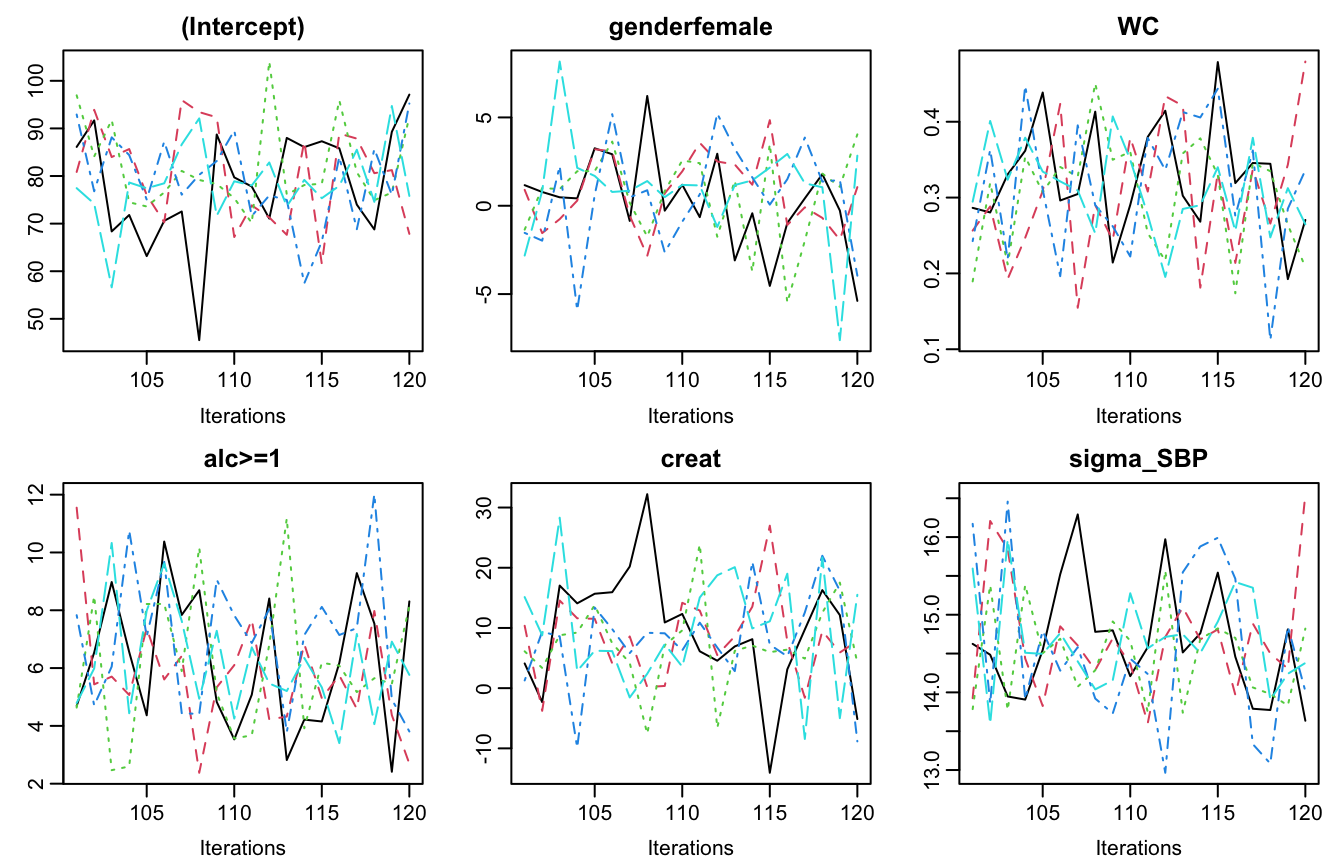 (Intercept)
100
90
80
70
60
50
105 110 115 120
Iterations
genderfemale
5
0
-5
105 110 115 120
Iterations
WC
0.4
0.3
0.2
0.1
105 110 115 120
Iterations
alc>=1
12
10
8
6
4
2
105 110 115 120
Iterations
creat
30
20
10
0
-10
105 110 115 120
Iterations
sigma_SBP
16.0
15.0
14.0
13.0
105 110 115 120
Iterations